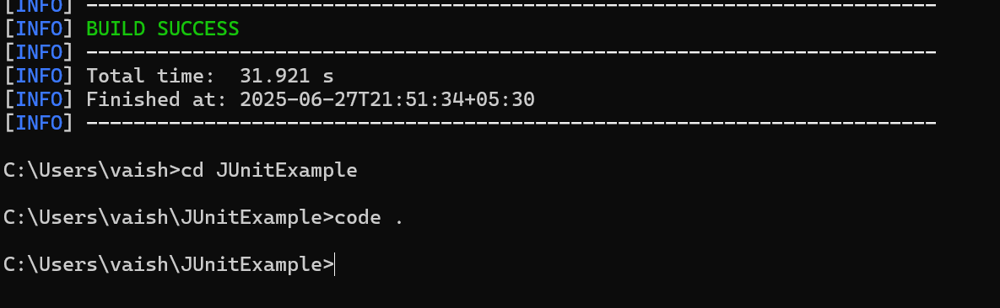 [INFO] ------------------------------------------------------------------------
[INFO] BUILD SUCCESS
[INFO] ------------------------------------------------------------------------
[INFO] Total time:  31.921 s
[INFO] Finished at: 2025-06-27T21:51:34+05:30
[INFO] ------------------------------------------------------------------------
C:\Users\vaish>cd JUnitExample
C:\Users\vaish\JUnitExample>code .
C:\Users\vaish\JUnitExample>